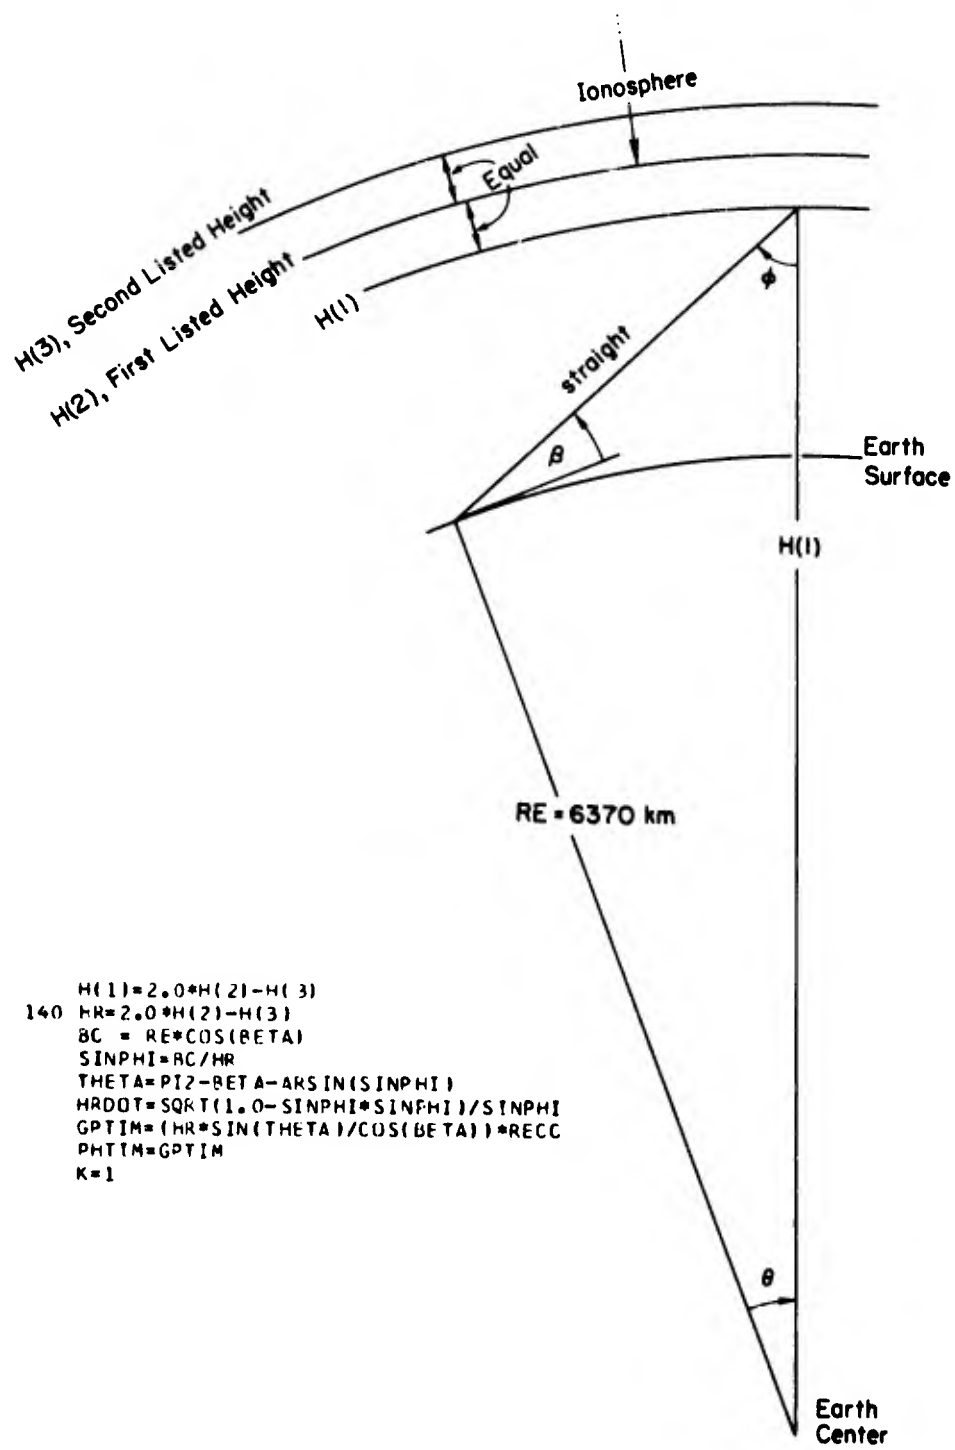 Ionosphere
Equal
H(3), Second Listed Height
H(2), First Listed Height
H(1)
φ
straight
β
Earth
Surface
H(1)
RE = 6370 km
H(1)=2.0*H(2)-H(3)
140 HR=2.0*H(2)-H(3)
BC = RE*COS(BETA)
SINPHI=BC/HR
THETA=PI2-BETA-ARSIN(SINPHI)
HRDOT=SQRT(1.0-SINPHI*SINPHI)/SINPHI
GPTIM=(HR*SIN(THETA)/COS(BETA))*RECC
PHTIM=GPTIM
K=1
θ
Earth
Center